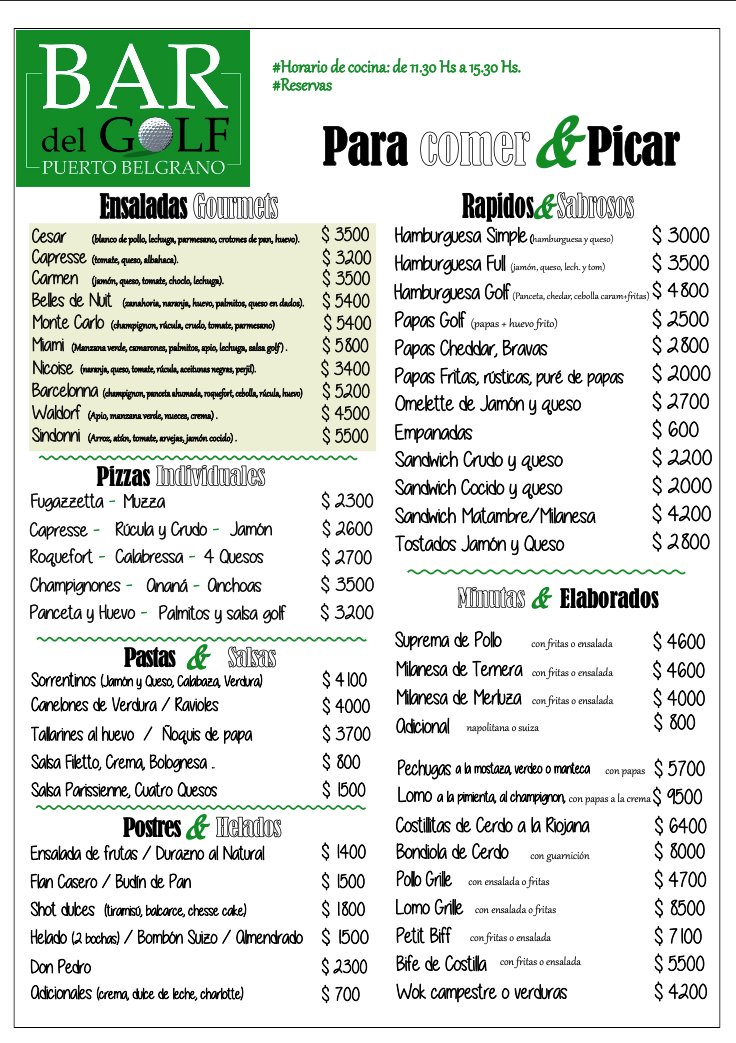 BAR
del GOLF
PUERTO BELGRANO
#Horario de cocina: de 11.30 Hs a 15.30 Hs.
#Reservas
Para comer & Picar
Ensaladas Gourmets
Cesar (blanco de pollo, lechuga, parmesano, crotones de pan, huevo). $ 3500
Capresse (tomate, queso, albahaca). $ 3200
Carmen (jamón, queso, tomate, choclo, lechuga). $ 3500
Belles de Nuit (zanahoria, naranja, huevo, palmitos, queso en dados). $ 5400
Monte Carlo (champignon, rúcula, crudo, tomate, parmesano) $ 5400
Miami (Manzana verde, camarones, palmitos, apio, lechuga, salsa golf) . $ 5800
Nicoise (naranja, queso, tomate, rúcula, aceitunas negras, perjil). $ 3400
Barcelonna (champignon, panceta ahumada, roquefort, cebolla, rúcula, huevo) $ 5200
Waldorf (Apio, manzana verde, nueces, crema) . $ 4500
Sindonni (Arroz, atún, tomate, arvejas, jamón cocido) . $ 5500
Pizzas Individuales
Fugazzetta - Muzza $ 2300
Capresse - Rúcula y Crudo - Jamón $ 2600
Roquefort - Calabressa - 4 Quesos $ 2700
Champignones - Ananá - Anchoas $ 3500
Panceta y Huevo - Palmitos y salsa golf $ 3200
Pastas & Salsas
Sorrentinos (Jamón y Queso, Calabaza, Verdura) $ 4100
Canelones de Verdura / Ravioles $ 4000
Tallarines al huevo / Ñoquis de papa $ 3700
Salsa Filetto, Crema, Bolognesa .. $ 800
Salsa Parissienne, Cuatro Quesos $ 1500
Postres & Helados
Ensalada de frutas / Durazno al Natural $ 1400
Flan Casero / Budín de Pan $ 1500
Shot dulces (tiramisú, balcarce, chesse cake) $ 1800
Helado (2 bochas) / Bombón Suizo / Almendrado $ 1500
Don Pedro $ 2300
Adicionales (crema, dulce de leche, charlotte) $ 700
Rapidos & Sabrosos
Hamburguesa Simple (hamburguesa y queso) $ 3000
Hamburguesa Full (jamón, queso, lech. y tom) $ 3500
Hamburguesa Golf (Panceta, chedar, cebolla caram+fritas) $ 4800
Papas Golf (papas + huevo frito) $ 2500
Papas Cheddar, Bravas $ 2800
Papas Fritas, rústicas, puré de papas $ 2000
Omelette de Jamón y queso $ 2700
Empanadas $ 600
Sandwich Crudo y queso $ 2200
Sandwich Cocido y queso $ 2000
Sandwich Matambre/Milanesa $ 4200
Tostados Jamón y Queso $ 2800
Minutas & Elaborados
Suprema de Pollo con fritas o ensalada $ 4600
Milanesa de Ternera con fritas o ensalada $ 4600
Milanesa de Merluza con fritas o ensalada $ 4000
Adicional napolitana o suiza $ 800
Pechugas a la mostaza, verdeo o manteca con papas $ 5700
Lomo a la pimienta, al champignon, con papas a la crema $ 9500
Costillitas de Cerdo a la Riojana $ 6400
Bondiola de Cerdo con guarnición $ 8000
Pollo Grille con ensalada o fritas $ 4700
Lomo Grille con ensalada o fritas $ 8500
Petit Biff con fritas o ensalada $ 7100
Bife de Costilla con fritas o ensalada $ 5500
Wok campestre o verduras $ 4200